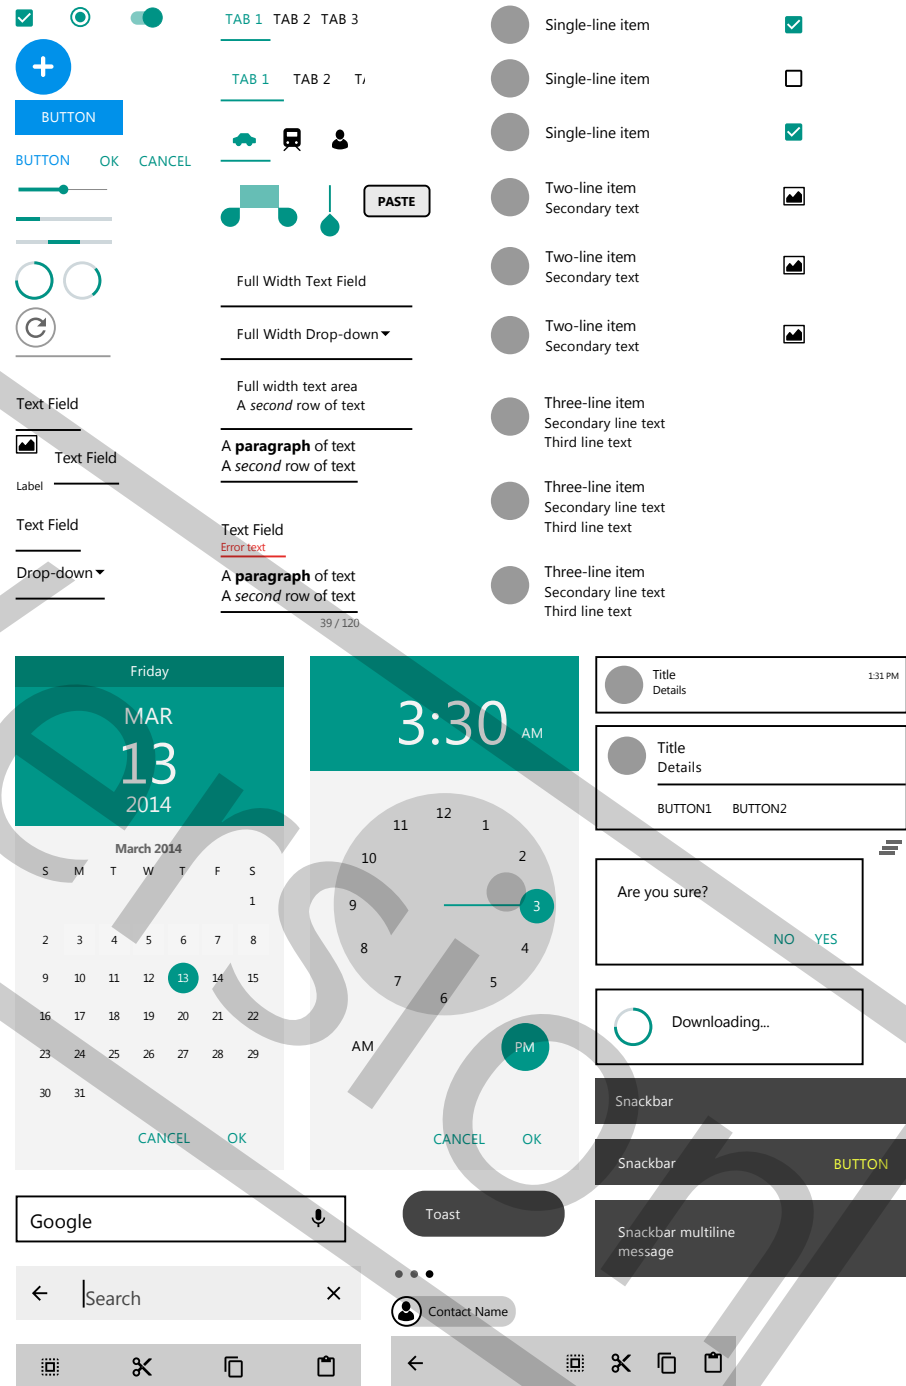 TAB 1 TAB 2 TAB 3
TAB 1 TAB 2
BUTTON
BUTTON OK CANCEL
PASTE
Full Width Text Field
Full Width Drop-down
Full width text area
A second row of text
A paragraph of text
A second row of text
Text Field
Text Field
Label
Text Field
Drop-down
Text Field
Error text
A paragraph of text
A second row of text
39 / 120
Single-line item
Single-line item
Single-line item
Two-line item
Secondary text
Two-line item
Secondary text
Two-line item
Secondary text
Three-line item
Secondary line text
Third line text
Three-line item
Secondary line text
Third line text
Three-line item
Secondary line text
Third line text
Friday
MAR
13
2014
March 2014
S M T W T F S
1
2 3 4 5 6 7 8
9 10 11 12 13 14 15
16 17 18 19 20 21 22
23 24 25 26 27 28 29
30 31
CANCEL OK
3:30 AM
12
11 1
10 2
9 3
8 4
7 5
6
AM PM
CANCEL OK
Title 1:31 PM
Details
Title
Details
BUTTON1 BUTTON2
Are you sure?
NO YES
Downloading...
Snackbar
Snackbar BUTTON
Snackbar multiline
message
Google
Search
Toast
Contact Name